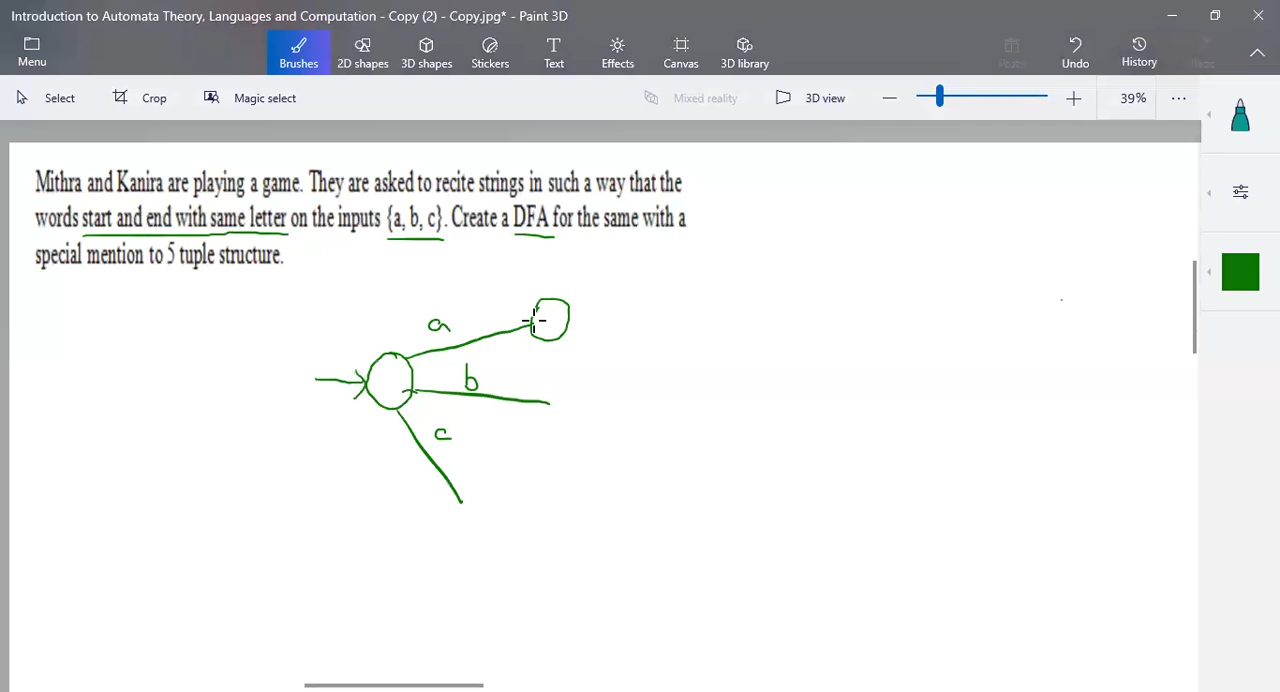 Introduction to Automata Theory, Languages and Computation - Copy (2) - Copy.jpg* - Paint 3D
Menu
Brushes
2D shapes
3D shapes
Stickers
Text
Effects
Canvas
3D library
Paste
Undo
History
Redo
Select
Crop
Magic select
Mixed reality
3D view
39%
Mithra and Kanira are playing a game. They are asked to recite strings in such a way that the
words start and end with same letter on the inputs {a, b, c}. Create a DFA for the same with a
special mention to 5 tuple structure.
a
b
c